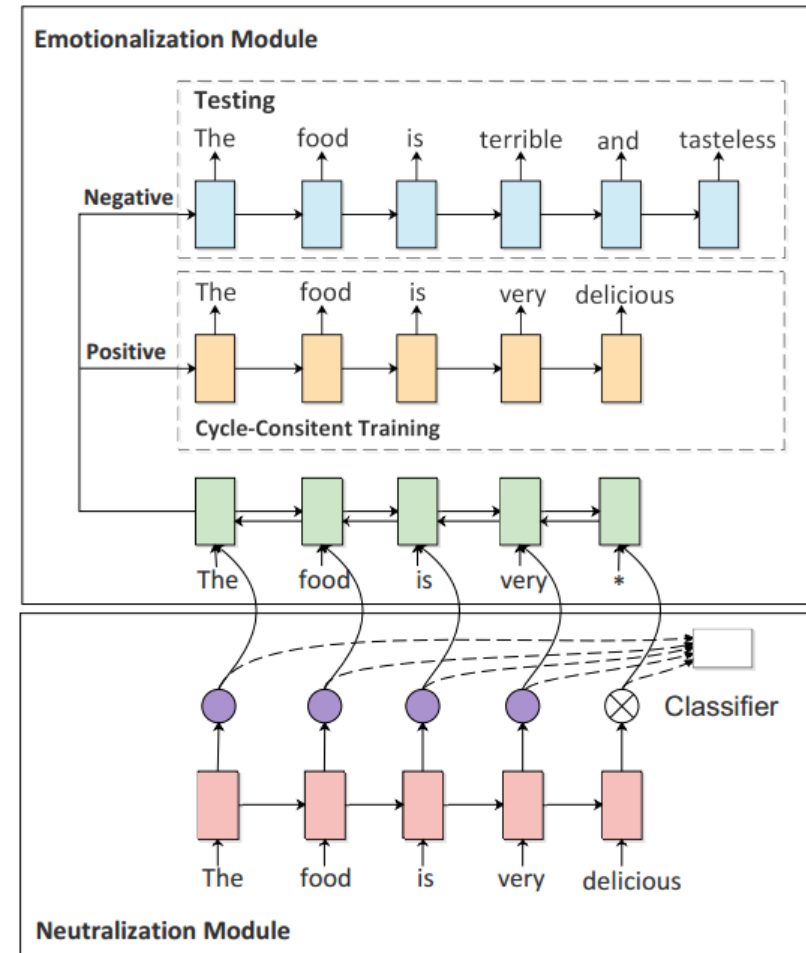 Emotionalization Module
Testing
The food is terrible and tasteless
Negative
The food is very delicious
Positive
Cycle-Consitent Training
The food is very *
Classifier
The food is very delicious
Neutralization Module